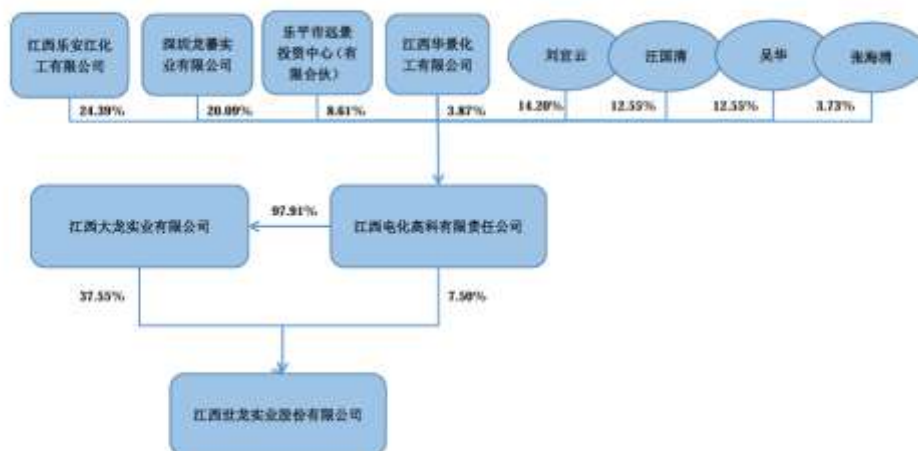 江西乐安江化
工有限公司
深圳龙蕃实
业有限公司
乐平市远景
投资中心(有
限合伙)
江西华景化
工有限公司
刘宜云
汪国清
吴华
张海清
24.39%
20.09%
8.61%
3.87%
14.20%
12.55%
12.55%
3.73%
江西大龙实业有限公司
97.91%
江西电化高科有限责任公司
37.55%
7.50%
江西世龙实业股份有限公司